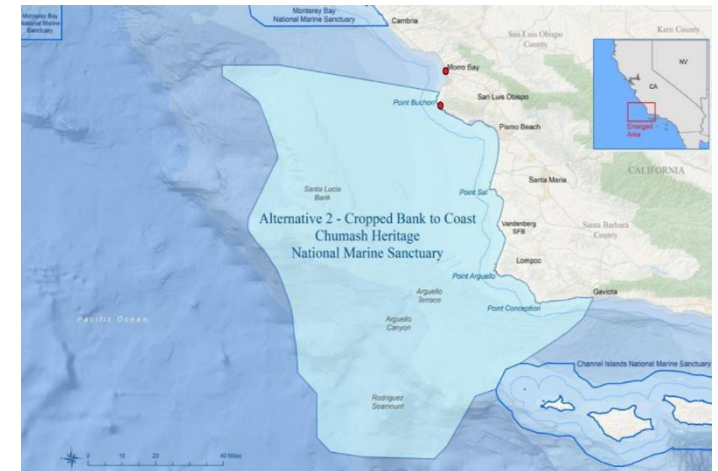 Monterey Bay
National Marine
Sanctuary
Monterey Bay
National Marine Sanctuary
Cambria
San Luis Obispo
County
Kern County
NV
CA
Enlarged
Area
Morro Bay
San Luis Obispo
Point Buchon
Pismo Beach
CALIFORNIA
Santa Lucia
Bank
Point Sal
Santa Maria
Alternative 2 - Cropped Bank to Coast
Chumash Heritage
National Marine Sanctuary
Vandenberg
SFB
Santa Barbara
County
Lompoc
Point Arguello
Arguello
Terrace
Gaviota
Point Conception
Pacific Ocean
Arguello
Canyon
Channel Islands National Marine Sanctuary
Rodriguez
Seamount
0 10 20 40 Miles